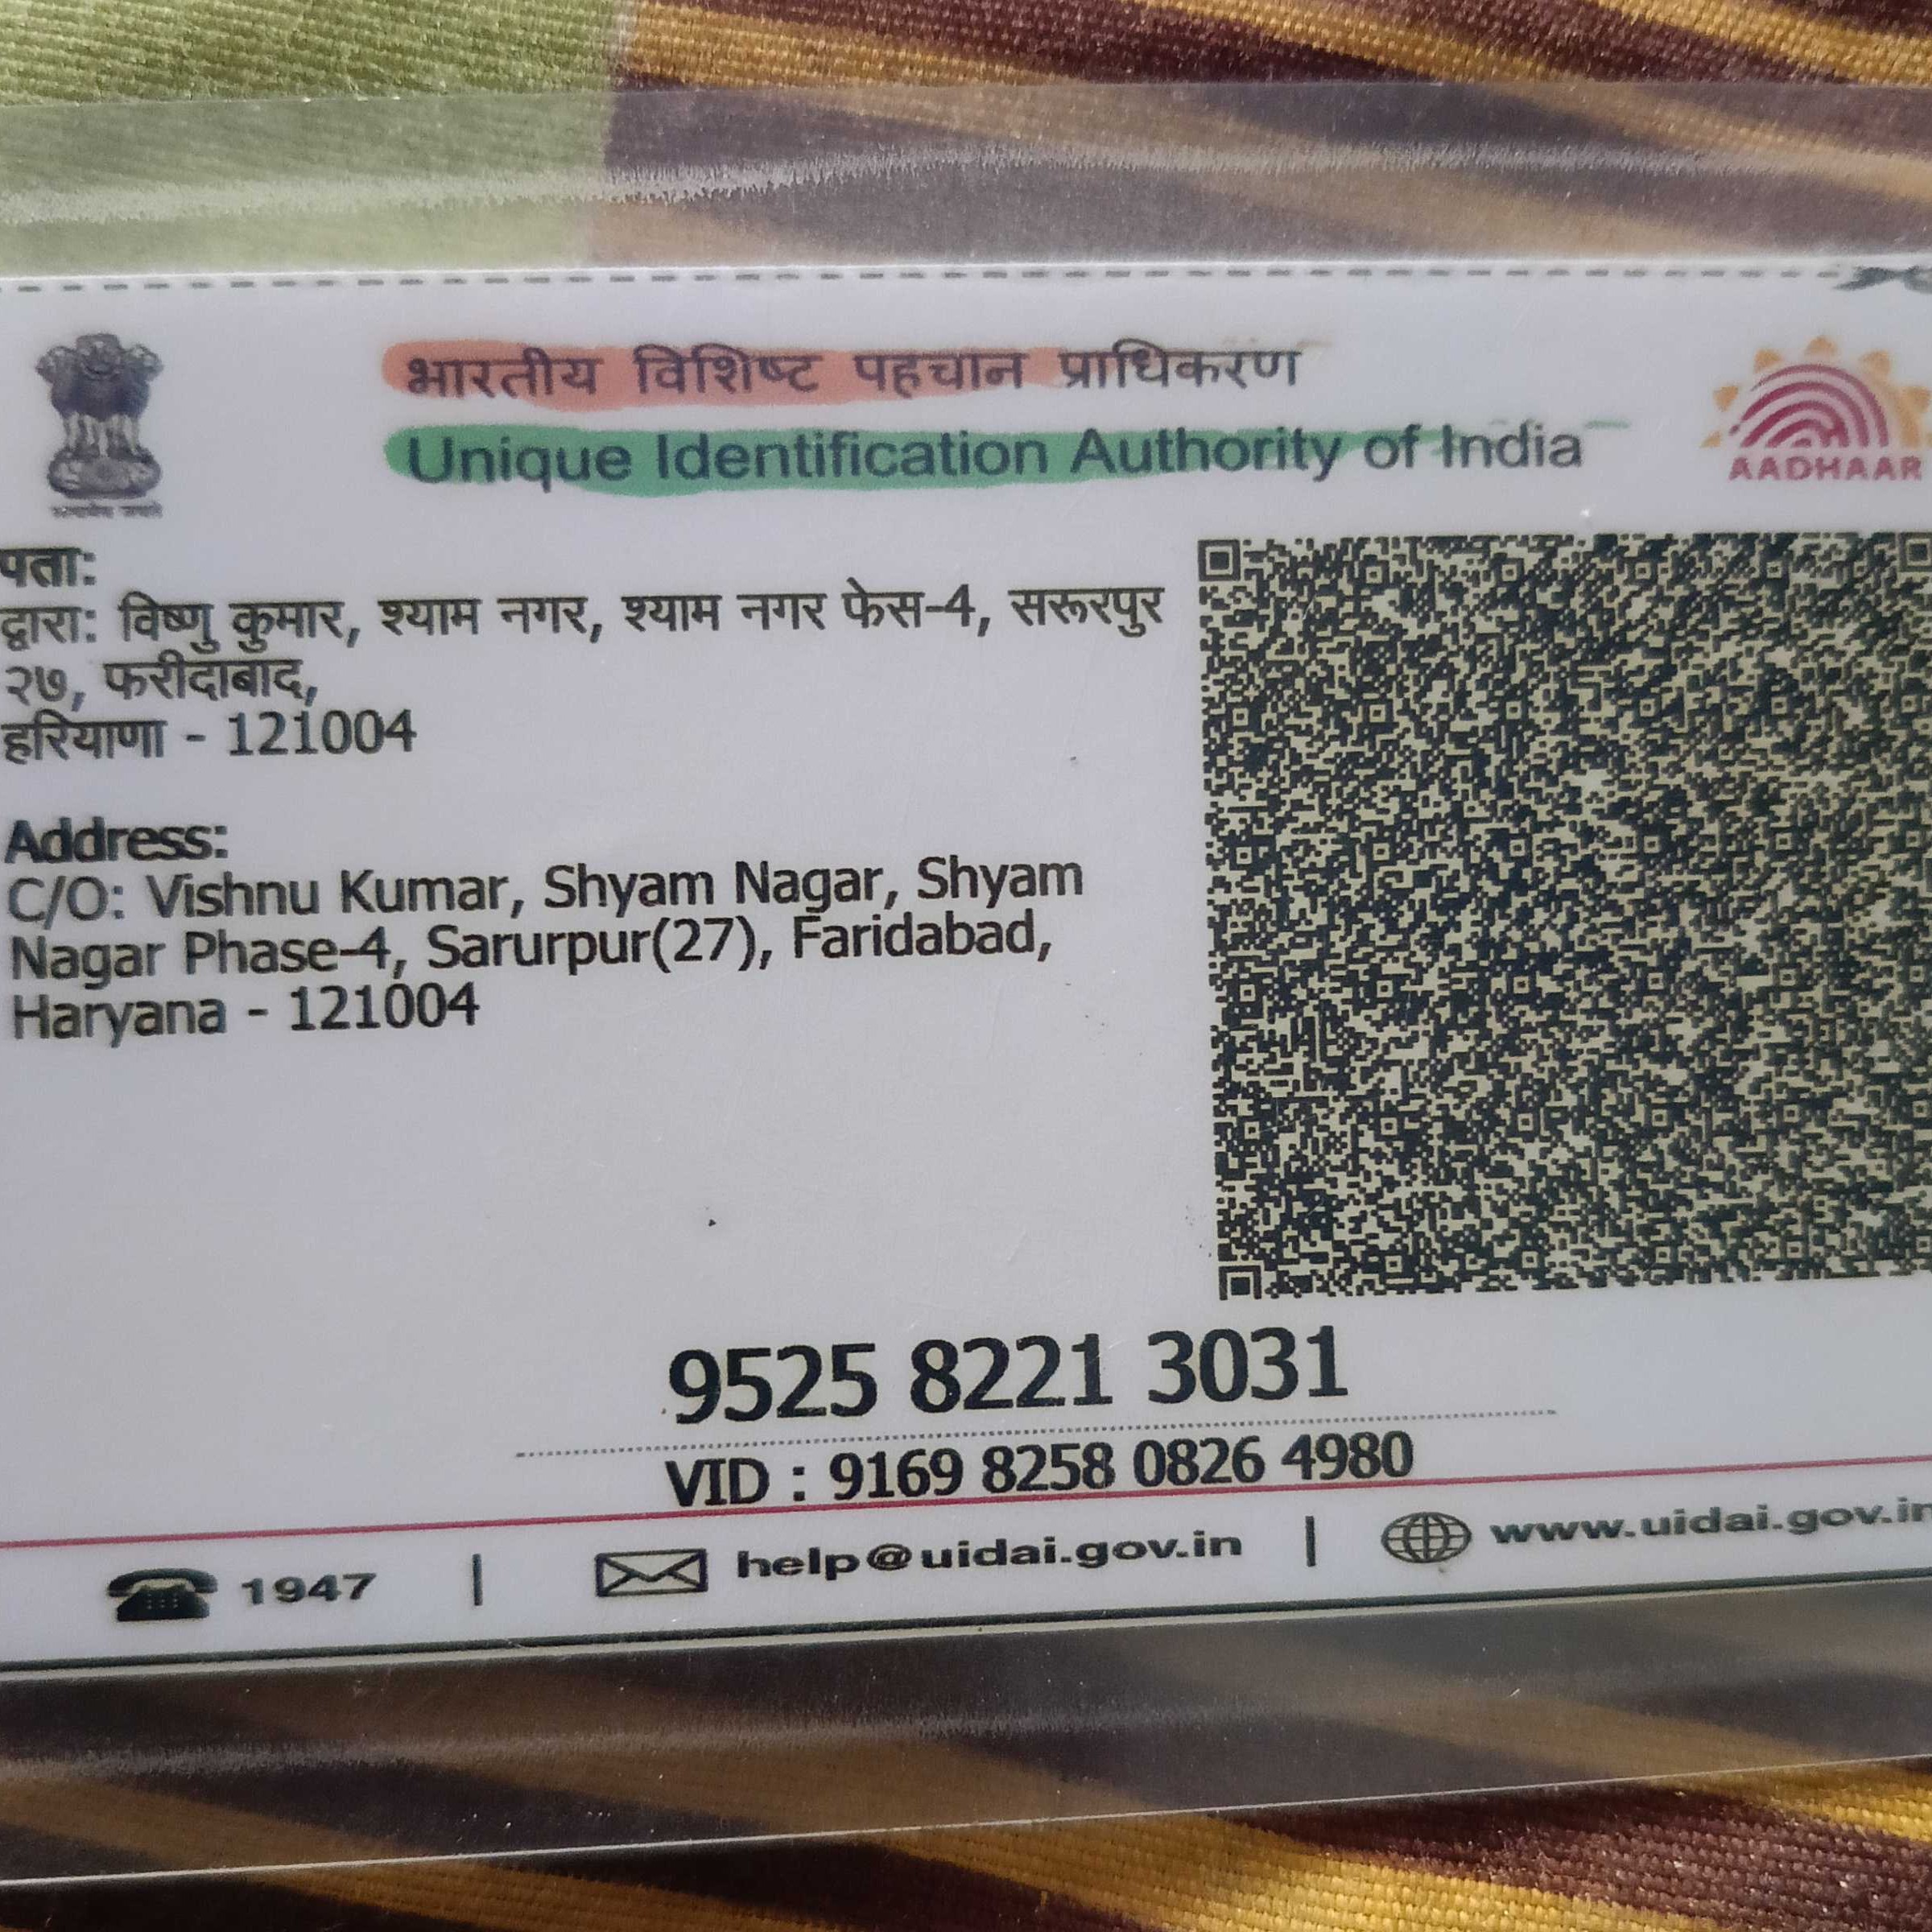 भारतीय विशिष्ट पहचान प्राधिकरण
Unique Identification Authority of India
AADHAAR
पता:
द्वारा: विष्णु कुमार, श्याम नगर, श्याम नगर फेस-4, सरूरपुर
२७, फरीदाबाद,
हरियाणा - 121004
Address:
C/O: Vishnu Kumar, Shyam Nagar, Shyam
Nagar Phase-4, Sarurpur(27), Faridabad,
Haryana - 121004
9525 8221 3031
VID : 9169 8258 0826 4980
1947 | help@uidai.gov.in | www.uidai.gov.in